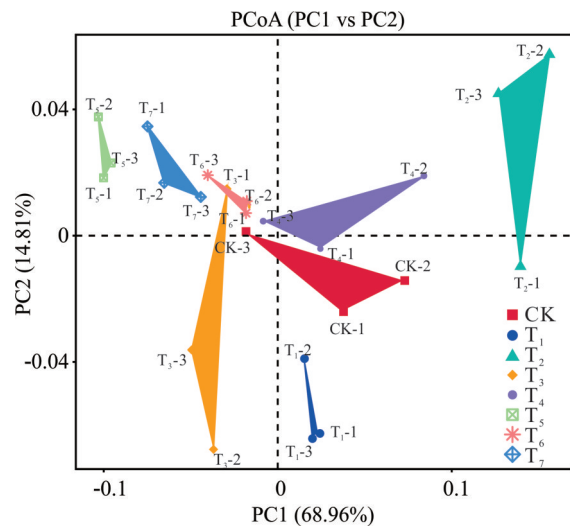 PCoA (PC1 vs PC2)
T₂-2
T₂-3
T₅-2
T₇-1
0.04
T₆-3
T₃-1
T₄-2
T₅-3
T₅-1
T₇-2
T₇-3
T₆-2
T₆-1
T₄-3
0
CK-3
T₄-1
CK-2
T₂-1
CK-1
T₁-2
T₃-3
-0.04
T₁-1
T₁-3
T₃-2
CK
T₁
T₂
T₃
T₄
T₅
T₆
T₇
PC2 (14.81%)
-0.1
0
0.1
PC1 (68.96%)